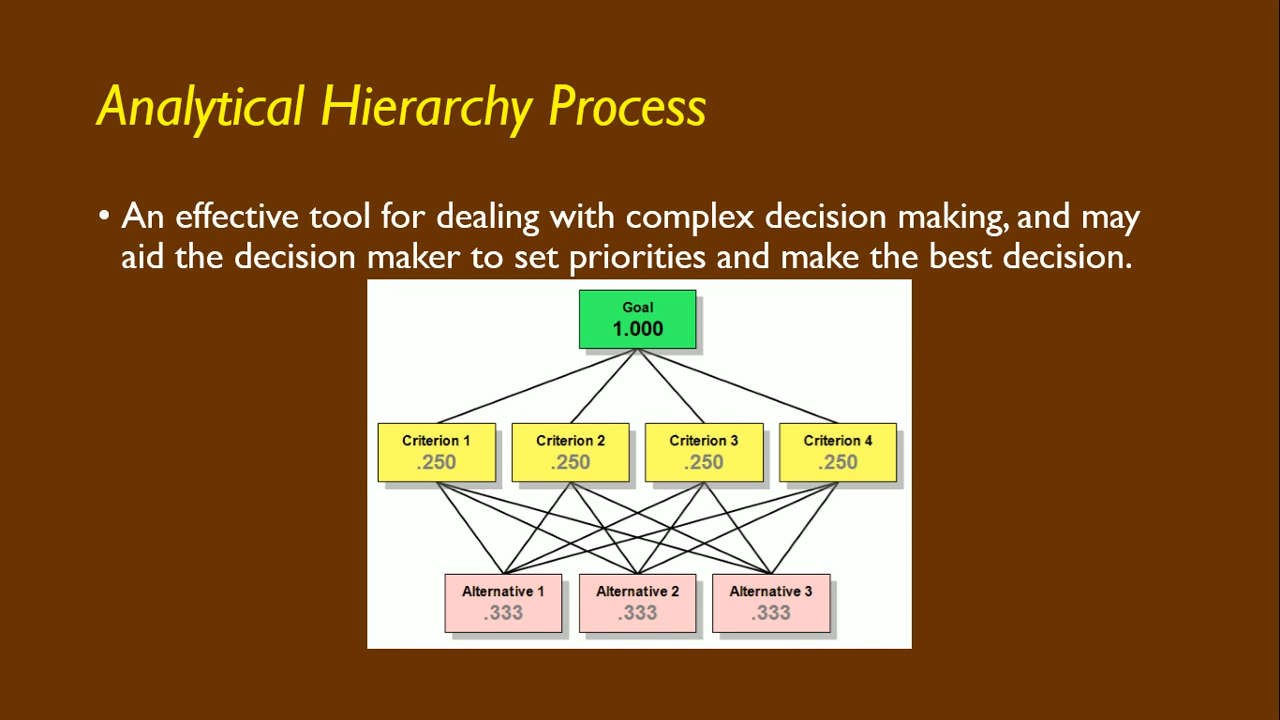 Analytical Hierarchy Process
• An effective tool for dealing with complex decision making, and may
aid the decision maker to set priorities and make the best decision.
Goal
1.000
Criterion 1
.250
Criterion 2
.250
Criterion 3
.250
Criterion 4
.250
Alternative 1
.333
Alternative 2
.333
Alternative 3
.333